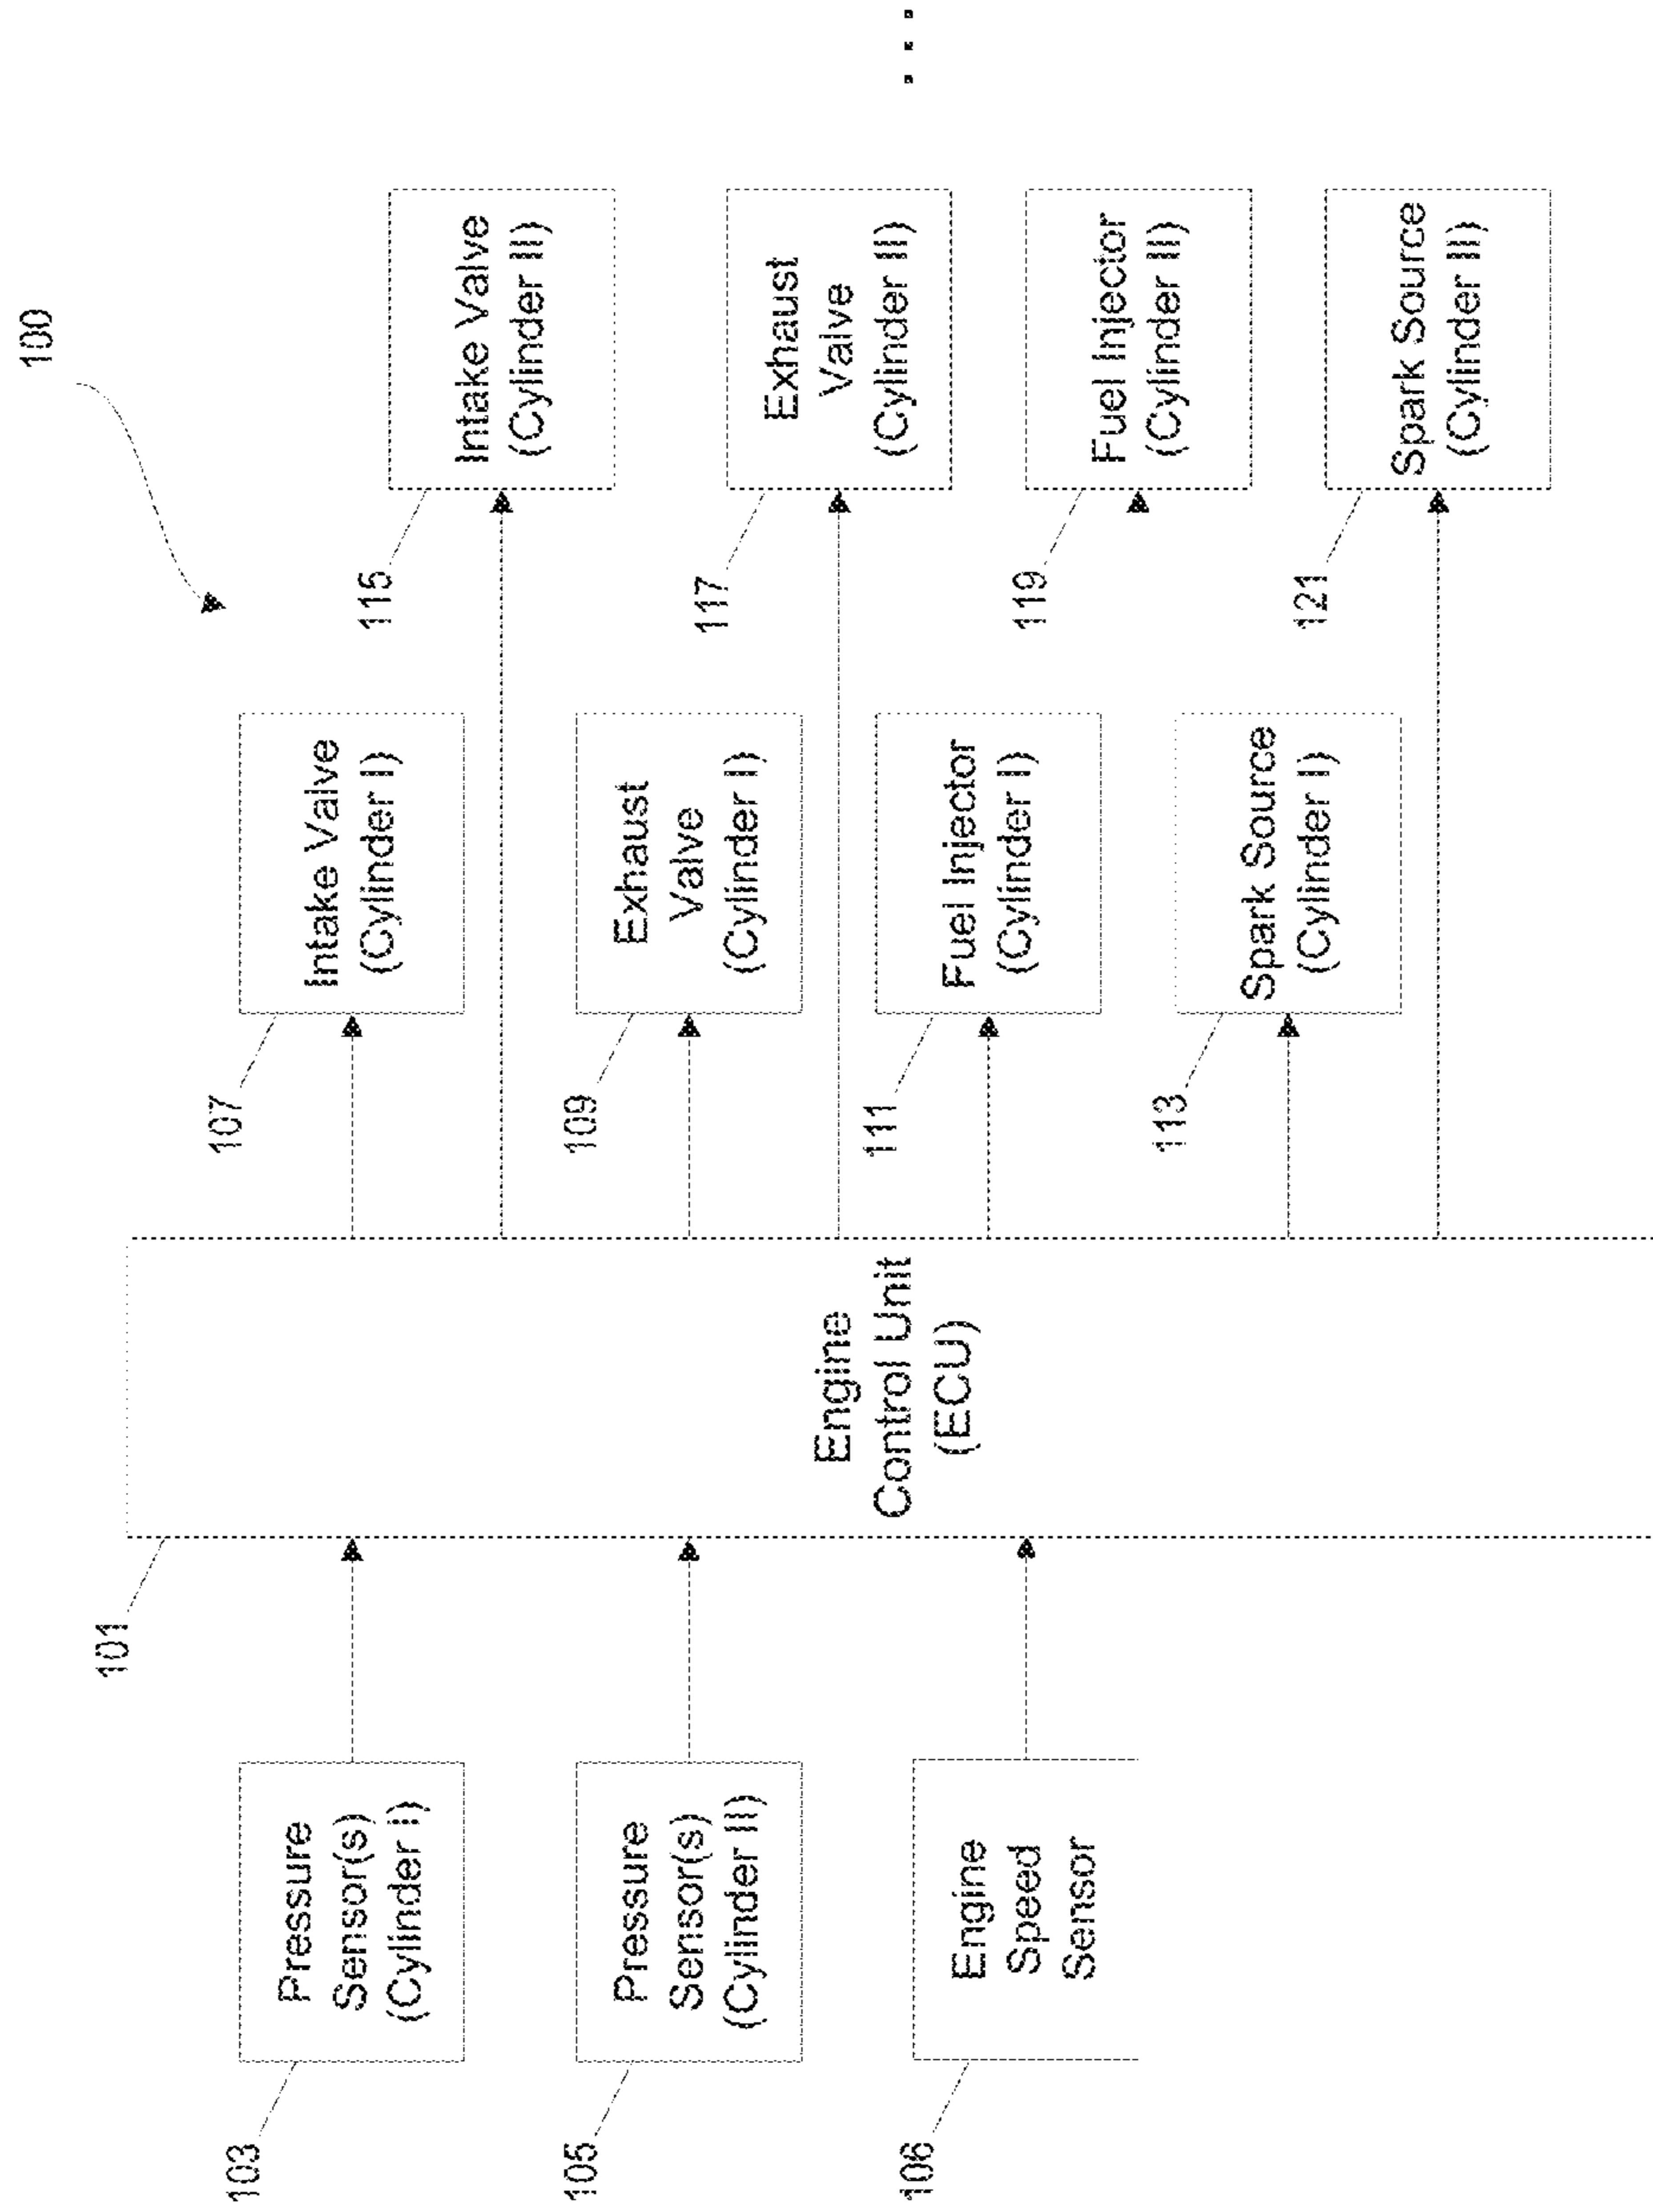 100
103
Pressure
Sensor(s)
(Cylinder I)
105
Pressure
Sensor(s)
(Cylinder II)
106
Engine
Speed
Sensor
101
Engine
Control Unit
(ECU)
107
Intake Valve
(Cylinder I)
109
Exhaust
Valve
(Cylinder I)
111
Fuel Injector
(Cylinder I)
113
Spark Source
(Cylinder I)
115
Intake Valve
(Cylinder II)
117
Exhaust
Valve
(Cylinder II)
119
Fuel Injector
(Cylinder II)
121
Spark Source
(Cylinder II)
...